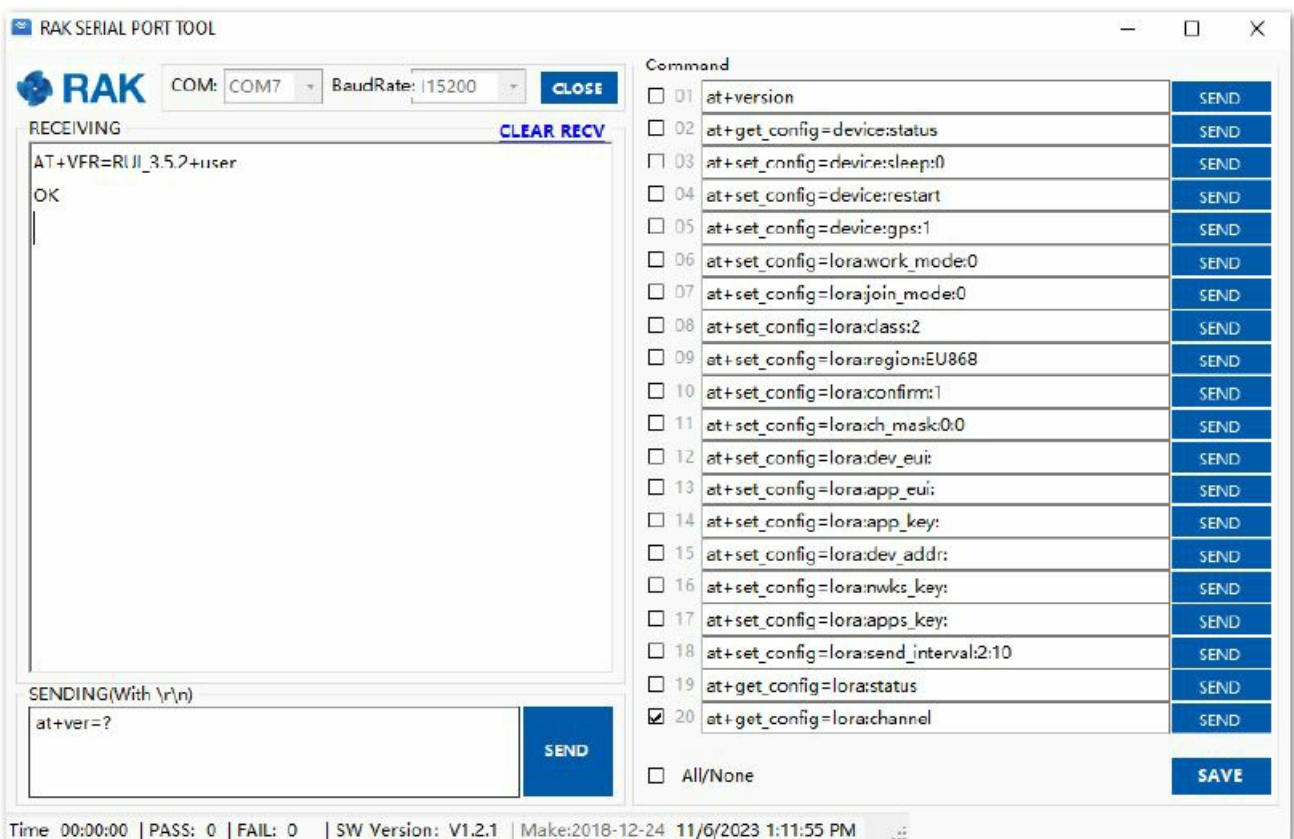 RAK SERIAL PORT TOOL
RAK
COM: COM7 BaudRate: 115200 CLOSE
RECEIVING CLEAR RECV
AT+VER=RUI_3.5.2+user
OK
SENDING(With \r\n)
at+ver=?
SEND
Command
01 at+version SEND
02 at+get_config=device:status SEND
03 at+set_config=device:sleep:0 SEND
04 at+set_config=device:restart SEND
05 at+set_config=device:gps:1 SEND
06 at+set_config=lora:work_mode:0 SEND
07 at+set_config=lora:join_mode:0 SEND
08 at+set_config=lora:class:2 SEND
09 at+set_config=lora:region:EU868 SEND
10 at+set_config=lora:confirm:1 SEND
11 at+set_config=lora:ch_mask:0:0 SEND
12 at+set_config=lora:dev_eui: SEND
13 at+set_config=lora:app_eui: SEND
14 at+set_config=lora:app_key: SEND
15 at+set_config=lora:dev_addr: SEND
16 at+set_config=lora:nwks_key: SEND
17 at+set_config=lora:apps_key: SEND
18 at+set_config=lora:send_interval:2:10 SEND
19 at+get_config=lora:status SEND
20 at+get_config=lora:channel SEND
All/None SAVE
Time 00:00:00 | PASS: 0 | FAIL: 0 | SW Version: V1.2.1 | Make:2018-12-24 11/6/2023 1:11:55 PM